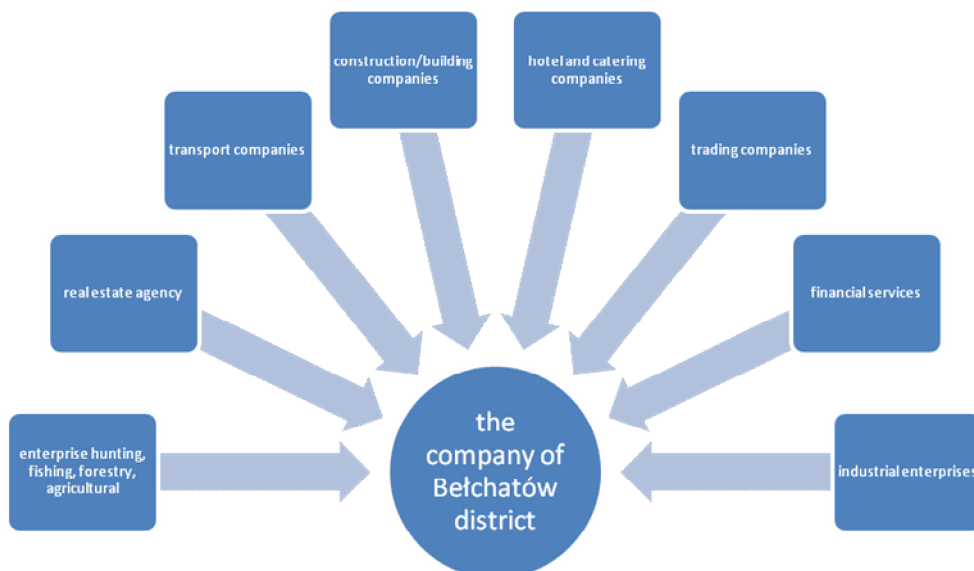 construction/building
companies
hotel and catering
companies
transport companies
trading companies
real estate agency
financial services
enterprise hunting,
fishing, forestry,
agricultural
the
company of
Bełchatów
district
industrial enterprises